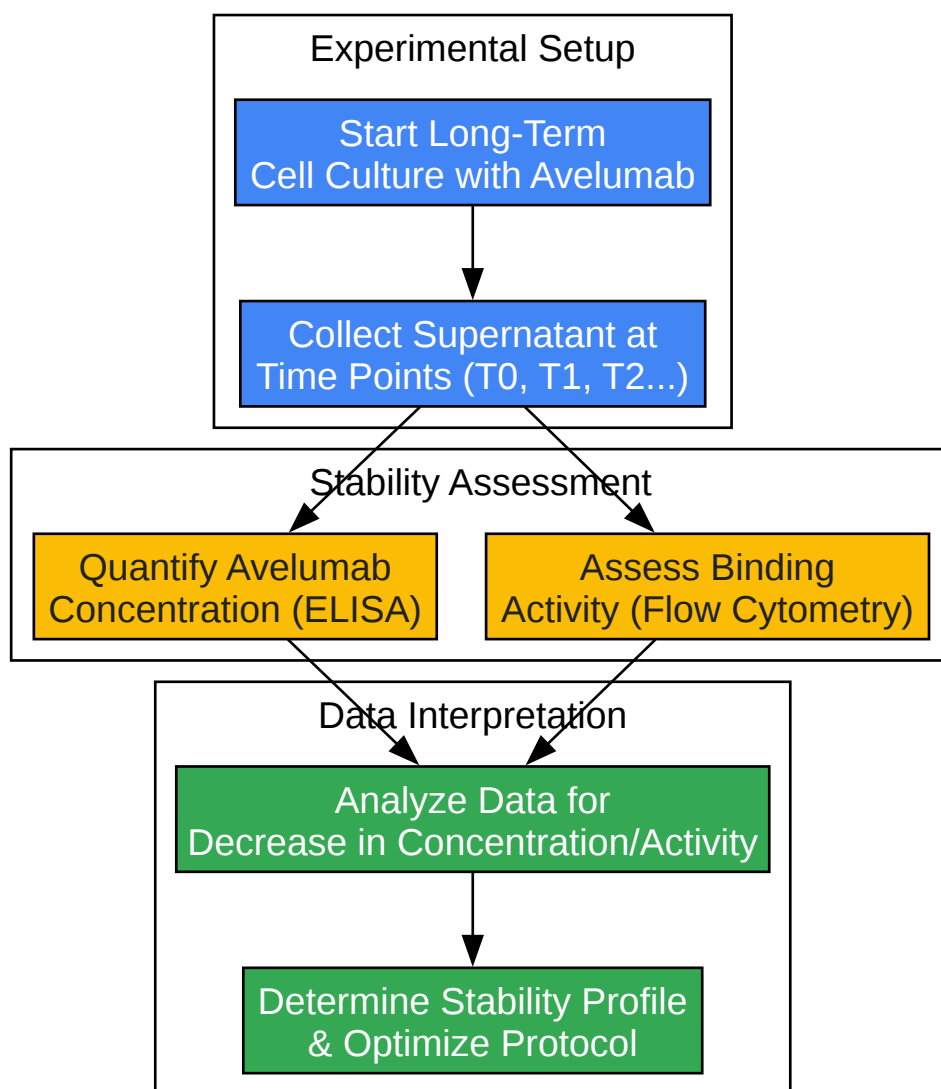 Experimental Setup
Start Long-Term
Cell Culture with Avelumab
Collect Supernatant at
Time Points (T0, T1, T2...)
Stability Assessment
Quantify Avelumab
Concentration (ELISA)
Assess Binding
Activity (Flow Cytometry)
Data Interpretation
Analyze Data for
Decrease in Concentration/Activity
Determine Stability Profile
& Optimize Protocol